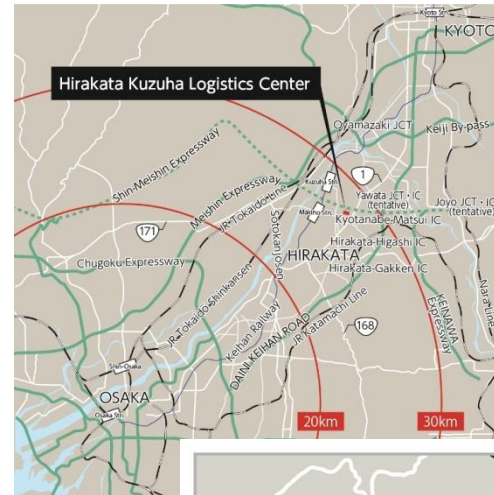 Kyoto Stn.
KYOTO
Hirakata Kuzuha Logistics Center
Oyamazaki JCT
Keiji By-pass
Shin-Meishin Expressway
Meishin-Expressway
JR-Tokaido-Line
Kuzuha Stn.
1
Yawata JCT・IC
(tentative)
Joyo JCT・IC
(tentative)
Makino Stn.
Kyotanabe-Matsui IC
171
Sotokanjosen
HIRAKATA
Hirakata-Higashi IC
Hirakata-Gakken IC
Chugoku Expressway
JR-Tokaido-Shinkansen
Keihan Railway
DAINI KEIHAN ROAD
JR Katamachi Line
168
KEINAWA
Expressway
Nara-Line
Shin-Osaka
OSAKA
Osaka Stn.
20km
30km